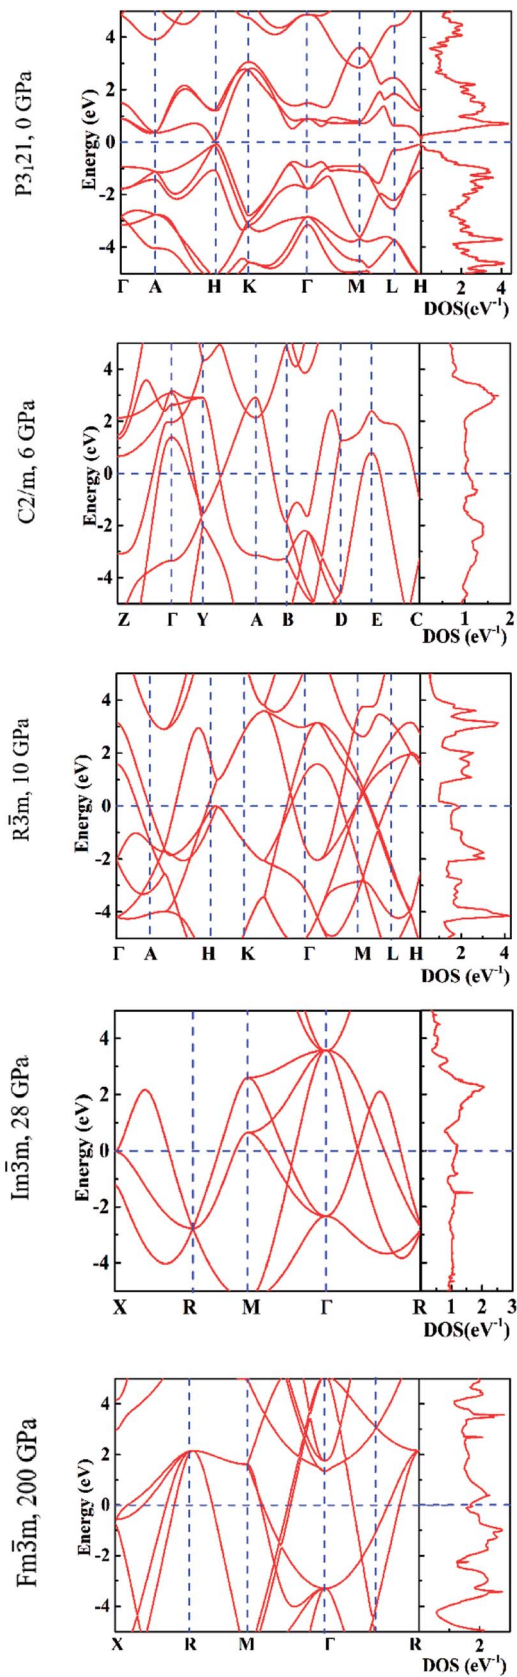 P3₁21, 0 GPa
Energy (eV)
4
2
0
-2
-4
Γ A H K Γ M L H
2 4
DOS(eV⁻¹)
C2/m, 6 GPa
Energy (eV)
4
2
0
-2
-4
Z Γ Y A B D E C
1 2
DOS (eV⁻¹)
R3̄m, 10 GPa
Energy (eV)
4
2
0
-2
-4
Γ A H K Γ M L H
2 4
DOS (eV⁻¹)
Im3̄m, 28 GPa
Energy (eV)
4
2
0
-2
-4
X R M Γ R
1 2 3
DOS(eV⁻¹)
Fm3̄m, 200 GPa
Energy (eV)
4
2
0
-2
-4
X R M Γ R
2
DOS (eV⁻¹)